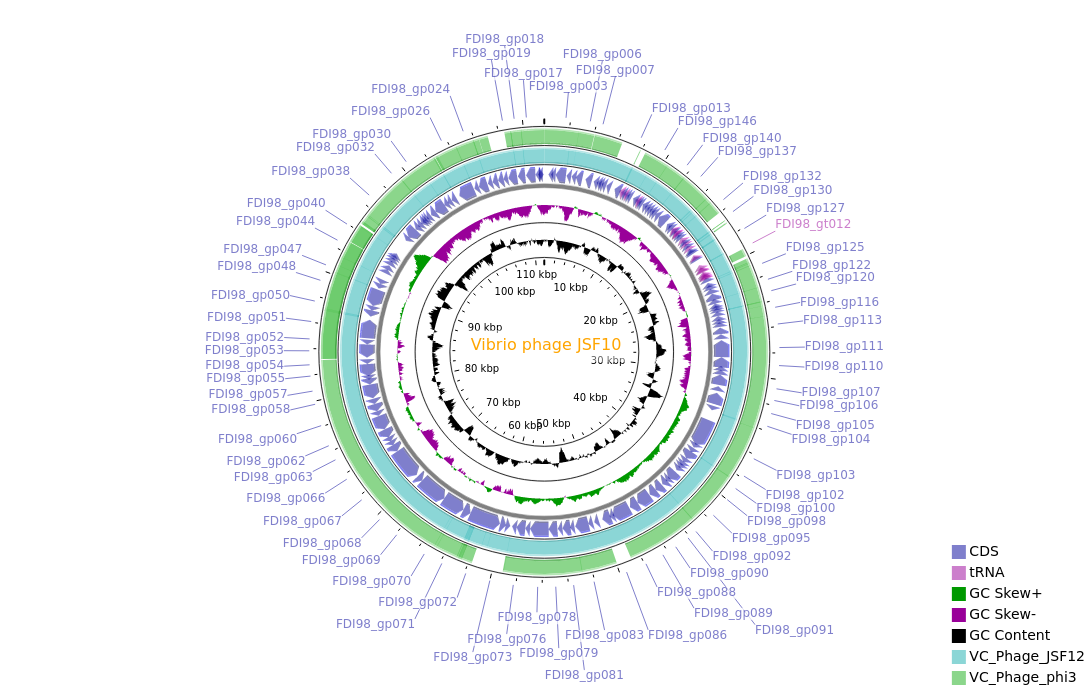 FDI98_gp018
FDI98_gp019
FDI98_gp006
FDI98_gp017
FDI98_gp007
FDI98_gp003
FDI98_gp024
FDI98_gp026
FDI98_gp013
FDI98_gp146
FDI98_gp030
FDI98_gp140
FDI98_gp032
FDI98_gp137
FDI98_gp038
FDI98_gp132
FDI98_gp130
FDI98_gp040
FDI98_gp127
FDI98_gp044
FDI98_gt012
FDI98_gp047
FDI98_gp125
FDI98_gp048
FDI98_gp122
FDI98_gp120
FDI98_gp050
FDI98_gp116
FDI98_gp051
FDI98_gp113
FDI98_gp052
FDI98_gp053
FDI98_gp111
FDI98_gp054
FDI98_gp110
FDI98_gp055
FDI98_gp057
FDI98_gp107
FDI98_gp058
FDI98_gp106
FDI98_gp105
FDI98_gp060
FDI98_gp104
FDI98_gp062
FDI98_gp063
FDI98_gp103
FDI98_gp066
FDI98_gp102
FDI98_gp100
FDI98_gp067
FDI98_gp098
FDI98_gp068
FDI98_gp095
FDI98_gp069
FDI98_gp092
FDI98_gp070
FDI98_gp090
FDI98_gp072
FDI98_gp088
FDI98_gp071
FDI98_gp089
FDI98_gp078
FDI98_gp091
FDI98_gp076
FDI98_gp083
FDI98_gp086
FDI98_gp073
FDI98_gp079
FDI98_gp081
110 kbp
10 kbp
100 kbp
20 kbp
90 kbp
Vibrio phage JSF10
30 kbp
80 kbp
40 kbp
70 kbp
60 kbp
50 kbp
CDS
tRNA
GC Skew+
GC Skew-
GC Content
VC_Phage_JSF12
VC_Phage_phi3